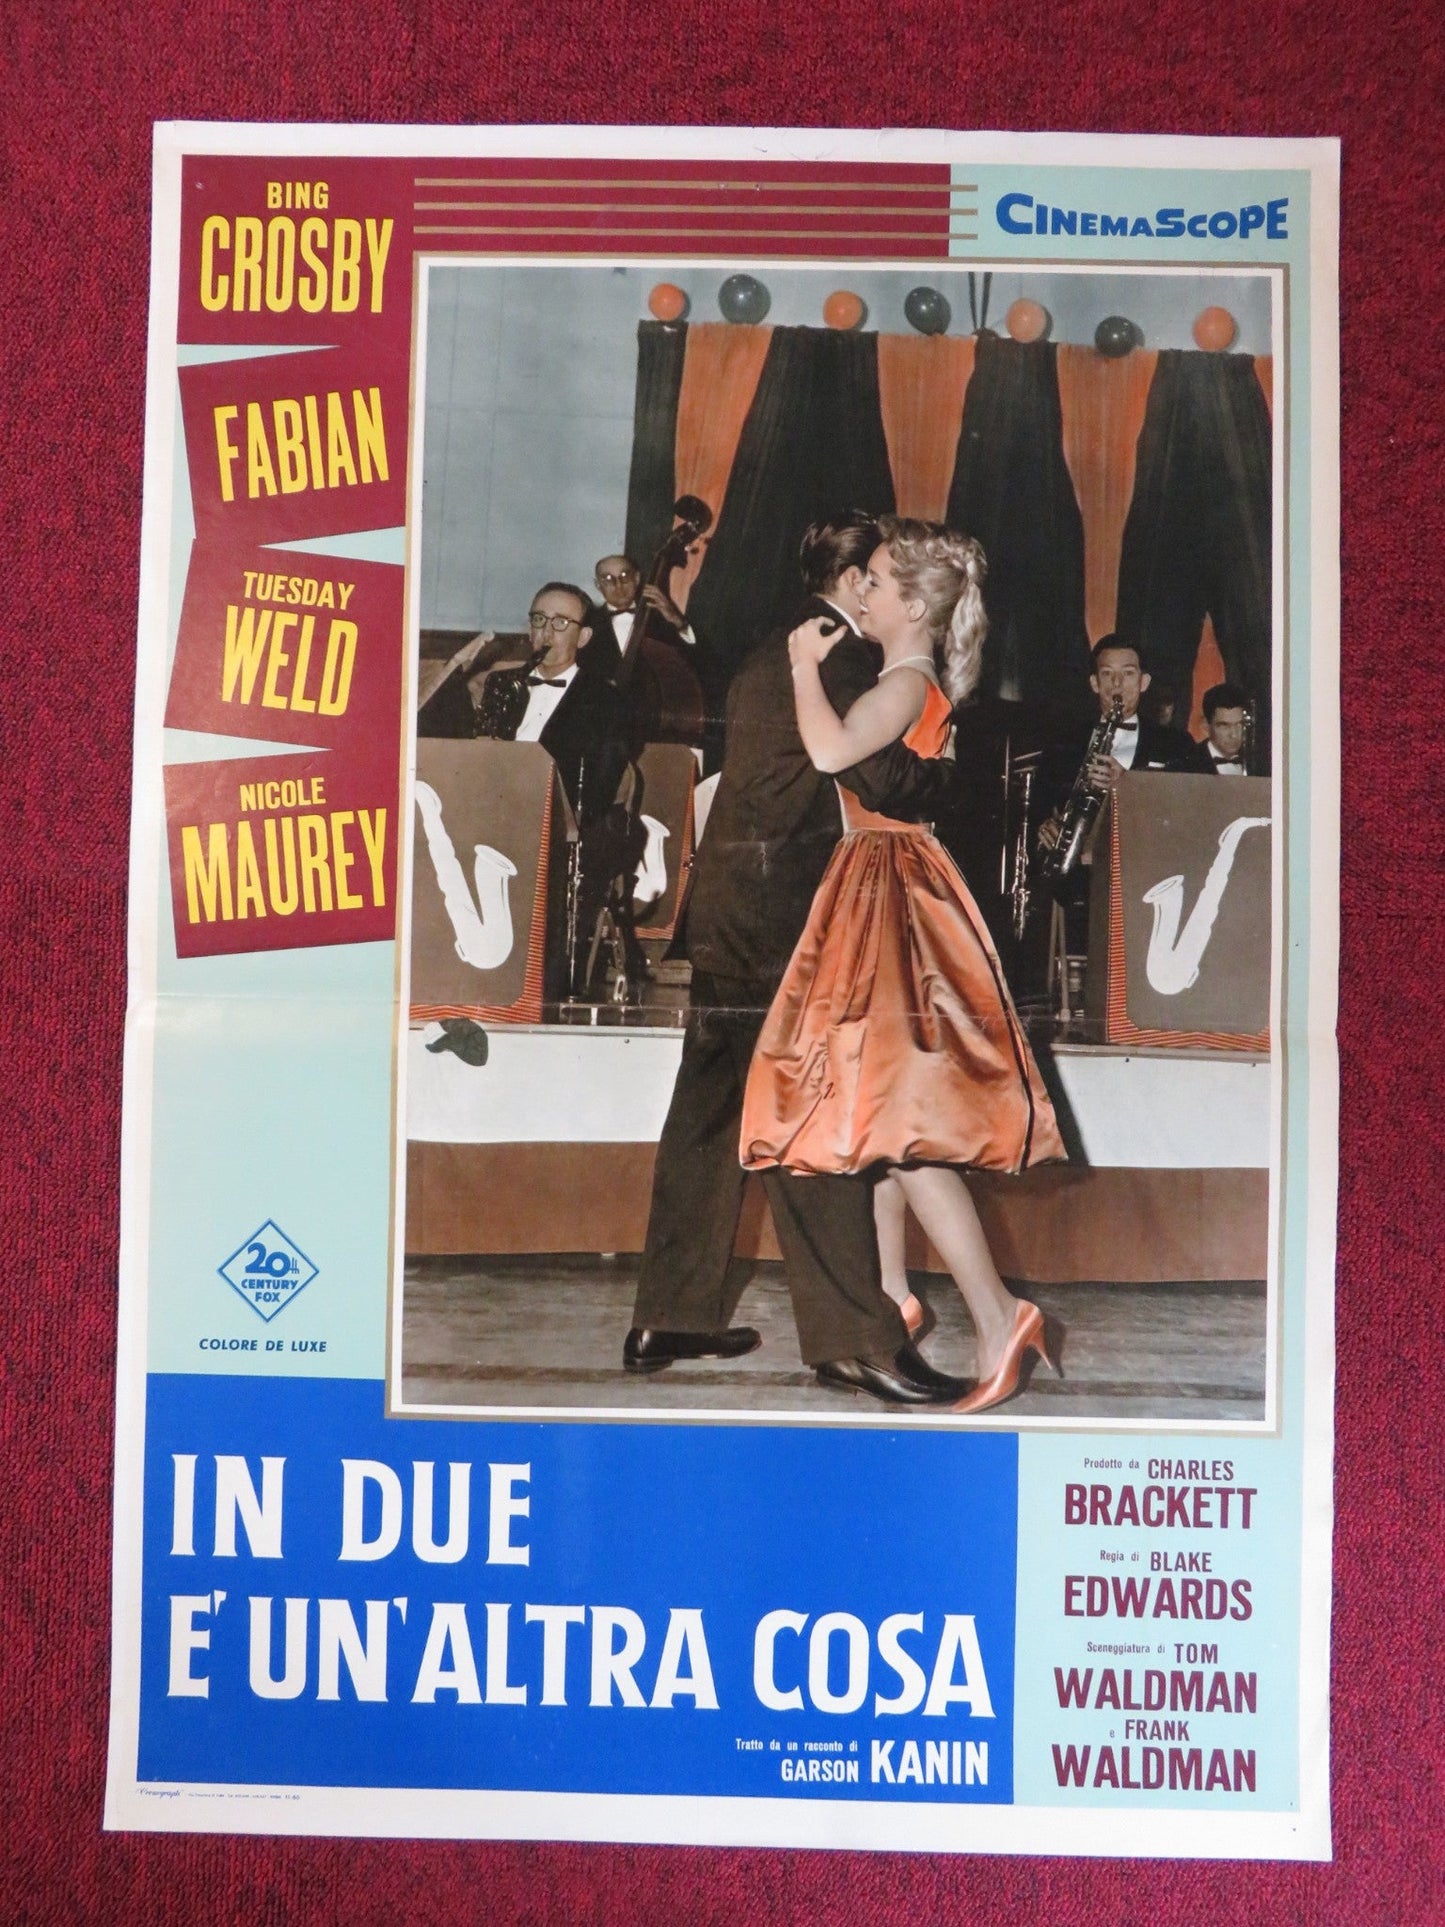 BING
CROSBY
FABIAN
TUESDAY
WELD
NICOLE
MAUREY
CINEMASCOPE
20th
CENTURY
FOX
COLORE DE LUXE
IN DUE
E' UN'ALTRA COSA
Tratto da un racconto di
GARSON KANIN
Prodotto da CHARLES
BRACKETT
Regia di BLAKE
EDWARDS
Sceneggiatura di TOM
WALDMAN
e FRANK
WALDMAN